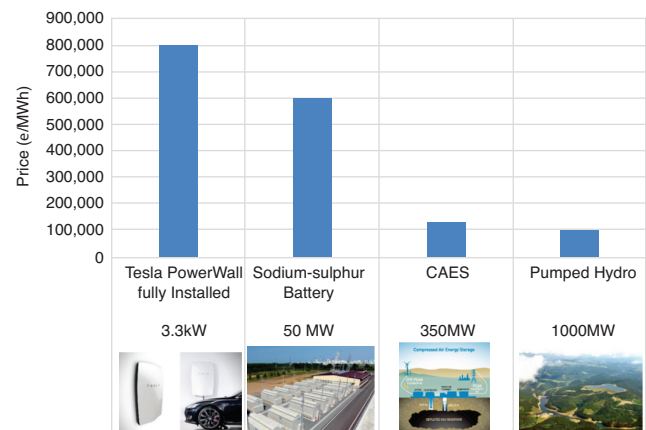 900,000
800,000
700,000
600,000
500,000
400,000
300,000
200,000
100,000
0
Price (e/MWh)
Tesla PowerWall
fully Installed
Sodium-sulphur
Battery
CAES
Pumped Hydro
3.3kW
50 MW
350MW
1000MW
TESLA
Compressed Air Energy Storage